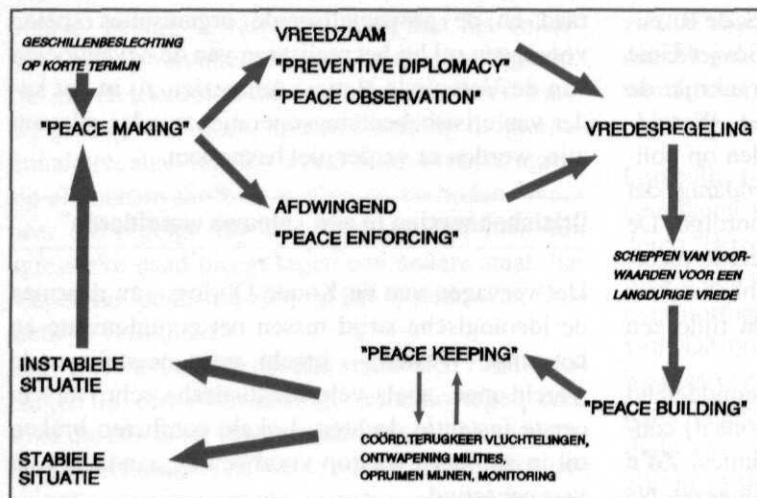 GESCHILLENBESLECHTING
OP KORTE TERMIJN
VREEDZAAM
"PREVENTIVE DIPLOMACY"
"PEACE OBSERVATION"
"PEACE MAKING"
VREDESREGELING
AFDWINGEND
"PEACE ENFORCING"
SCHEPPEN VAN VOOR-
WAARDEN VOOR EEN
LANGDURIGE VREDE
INSTABIELE
SITUATIE
"PEACE KEEPING"
"PEACE BUILDING"
STABIELE
SITUATIE
COÖRD.TERUGKEER VLUCHTELINGEN,
ONTWAPENING MILITIES,
OPRUIMEN MIJNEN, MONITORING